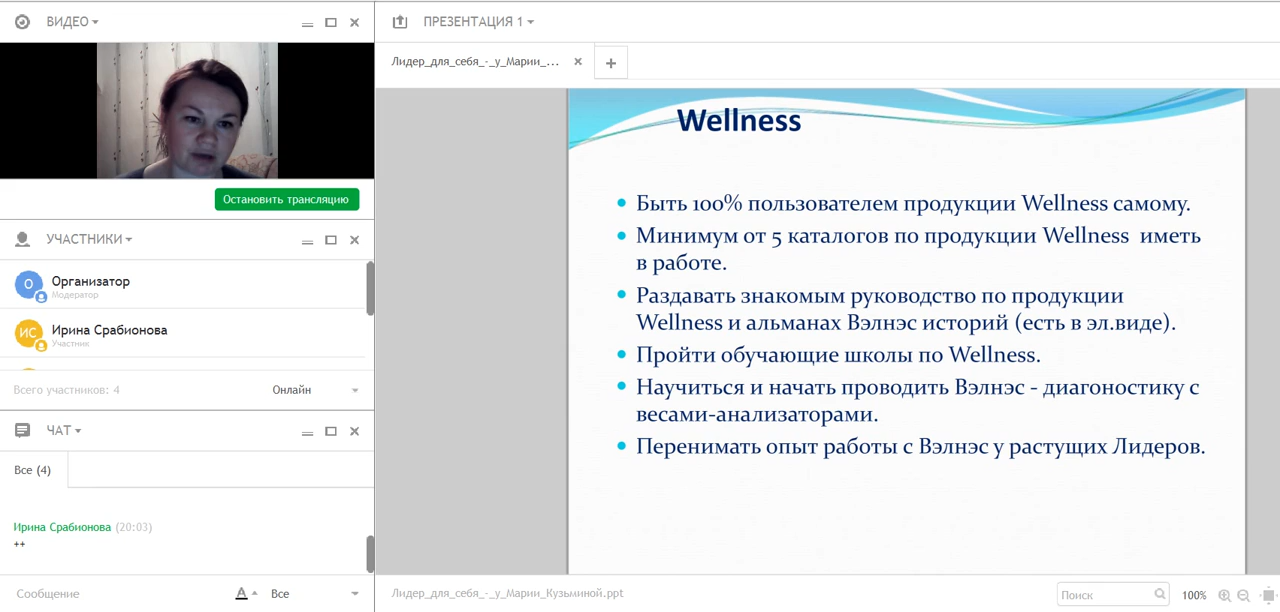 ВИДЕО
Остановить трансляцию
УЧАСТНИКИ
О
Организатор
Модератор
ИС
Ирина Срабионова
Участник
Всего участников: 4
Онлайн
ЧАТ
Все (4)
Ирина Срабионова (20:03)
++
Сообщение
А
Все
ПРЕЗЕНТАЦИЯ 1
Лидер_для_себя_-_у_Марии_...
+
Wellness
Быть 100% пользователем продукции Wellness самому.
Минимум от 5 каталогов по продукции Wellness иметь
в работе.
Раздавать знакомым руководство по продукции
Wellness и альманах Вэлнэс историй (есть в эл.виде).
Пройти обучающие школы по Wellness.
Научиться и начать проводить Вэлнэс - диагоностику с
весами-анализаторами.
Перенимать опыт работы с Вэлнэс у растущих Лидеров.
Лидер_для_себя_-_у_Марии_Кузьминой.ppt
Поиск
100%